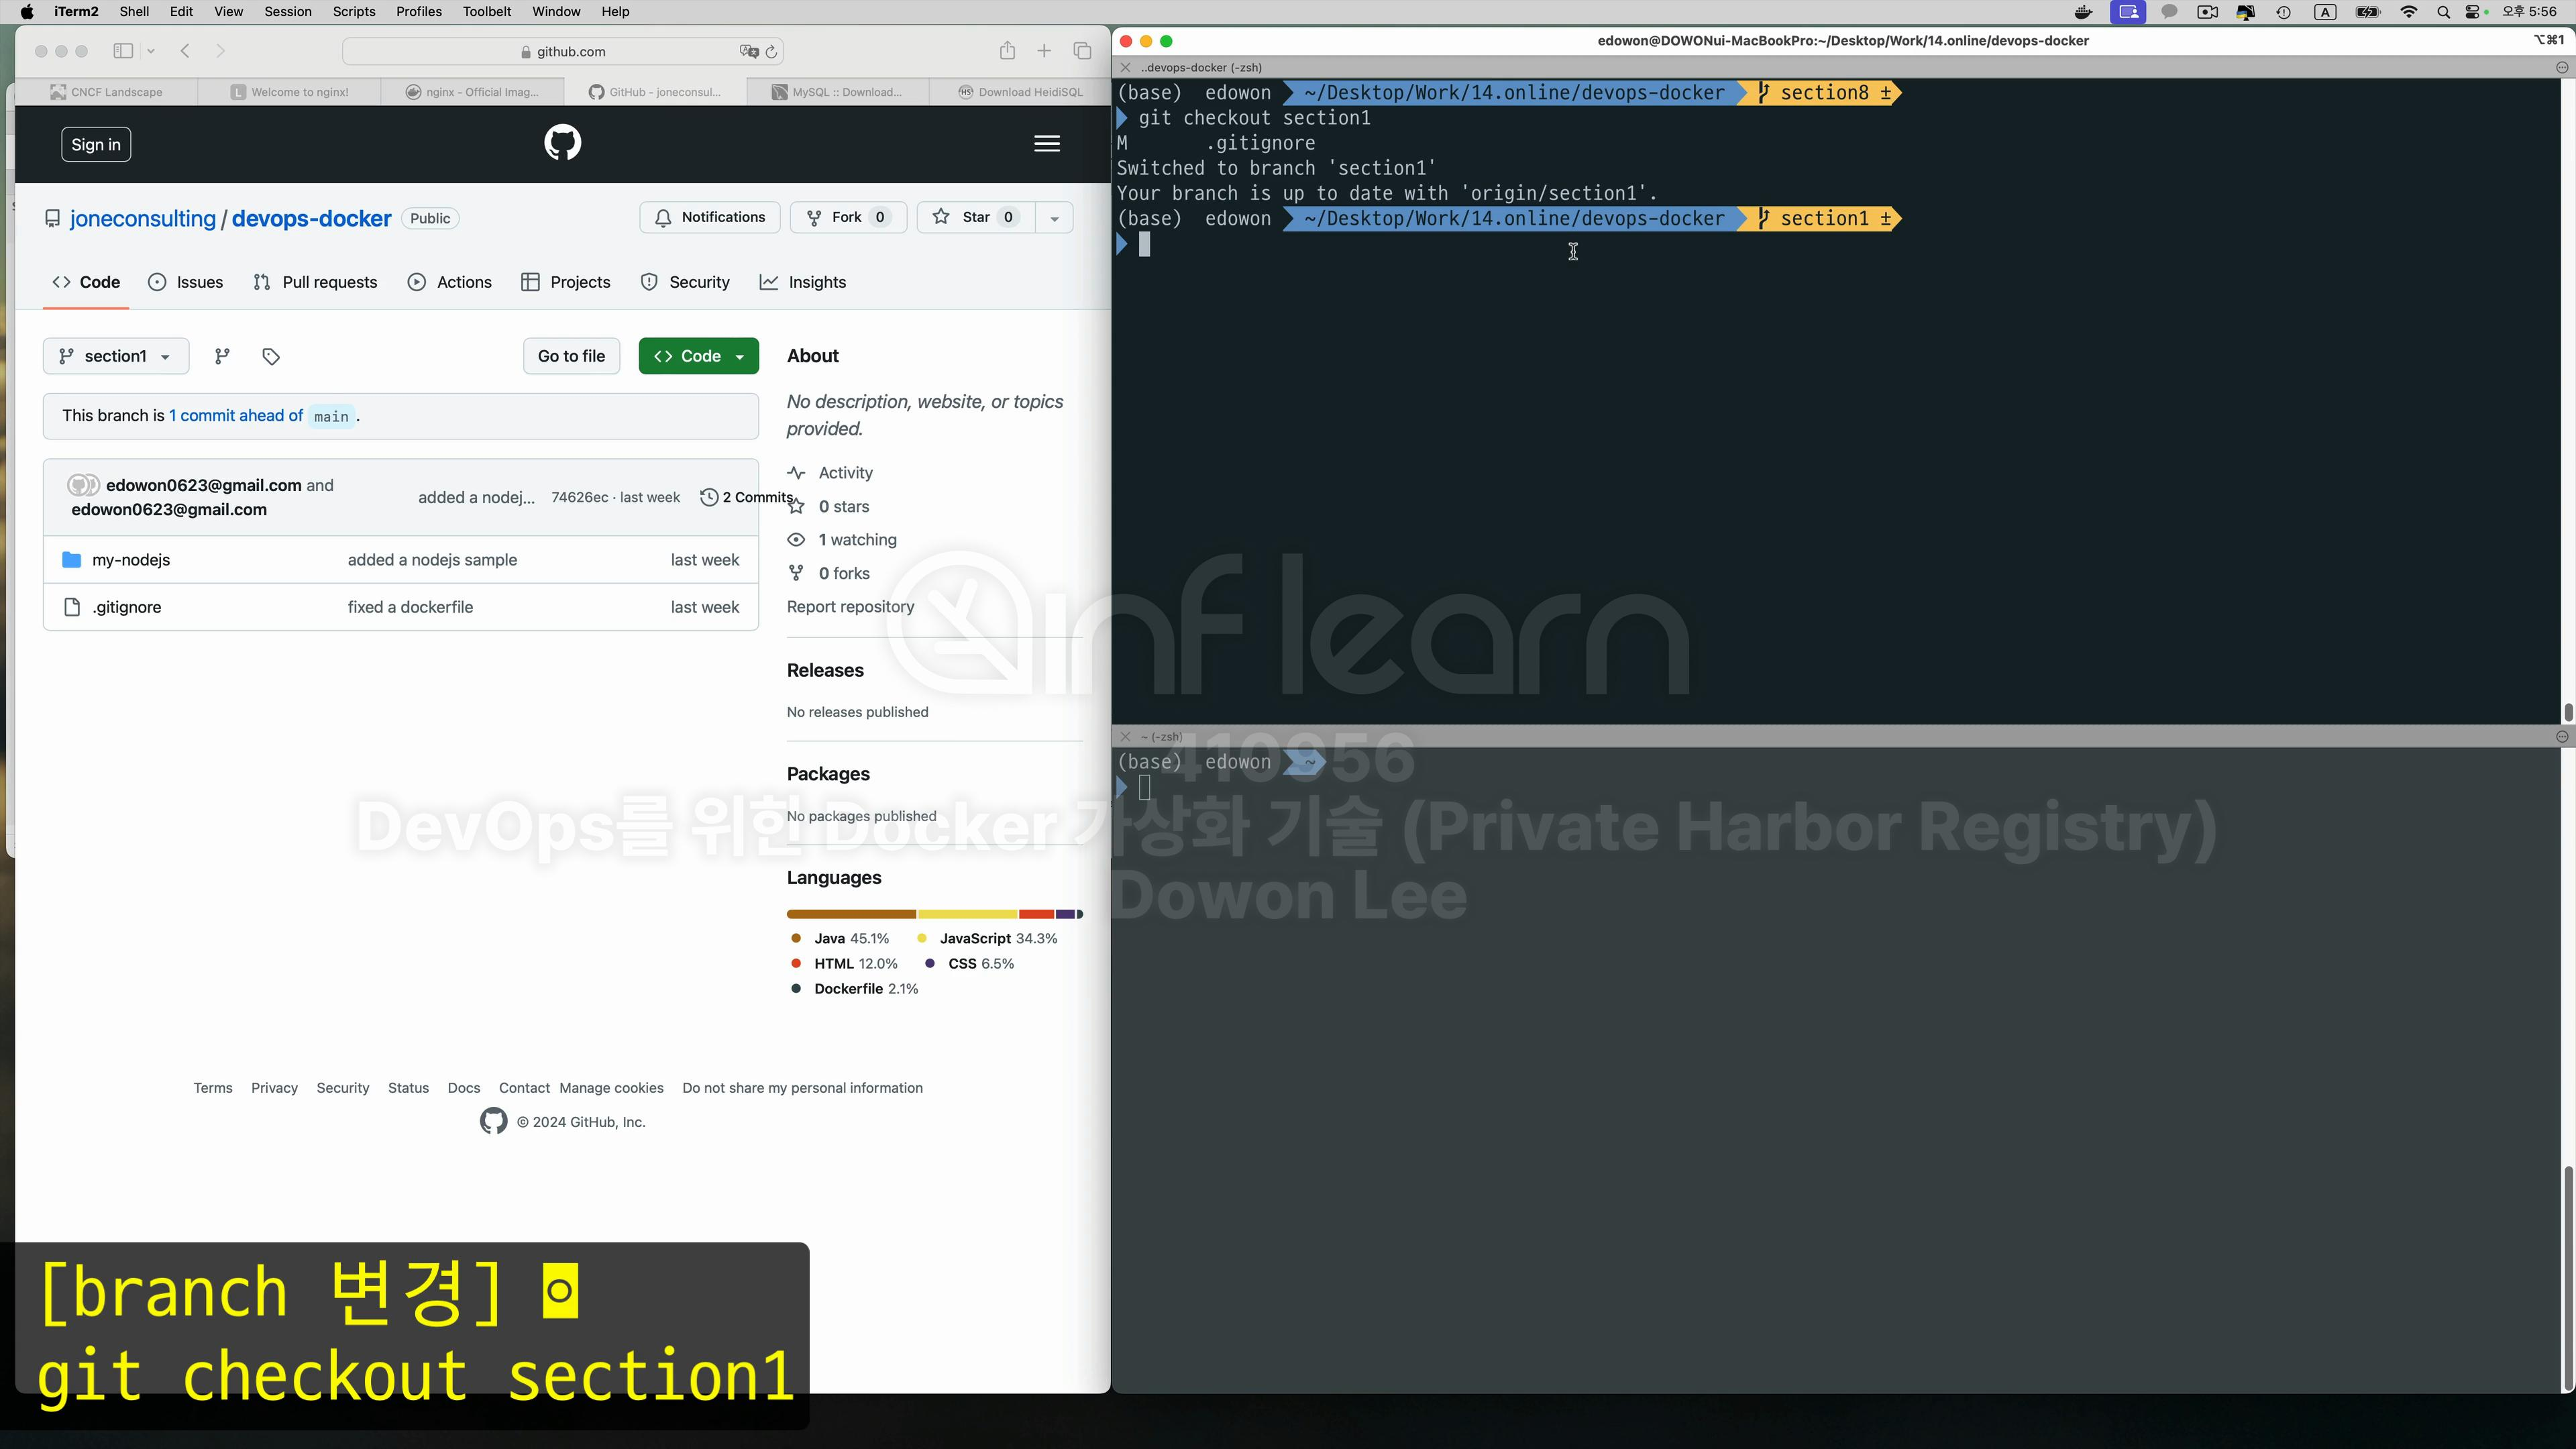 iTerm2 Shell Edit View Session Scripts Profiles Toolbelt Window Help
A 오후 5:56
github.com
CNCF Landscape
Welcome to nginx!
nginx - Official Imag...
GitHub - joneconsul...
MySQL :: Download...
Download HeidiSQL
Sign in
joneconsulting / devops-docker Public
Notifications
Fork 0
Star 0
Code
Issues
Pull requests
Actions
Projects
Security
Insights
section1
Go to file
Code
This branch is 1 commit ahead of main .
edowon0623@gmail.com and
edowon0623@gmail.com
added a nodej...
74626ec · last week
2 Commits
my-nodejs added a nodejs sample last week
.gitignore fixed a dockerfile last week
About
No description, website, or topics
provided.
Activity
0 stars
1 watching
0 forks
Report repository
Releases
No releases published
Packages
No packages published
Languages
Java 45.1% JavaScript 34.3%
HTML 12.0% CSS 6.5%
Dockerfile 2.1%
Terms Privacy Security Status Docs Contact Manage cookies Do not share my personal information
© 2024 GitHub, Inc.
edowon@DOWONui-MacBookPro:~/Desktop/Work/14.online/devops-docker
⌥⌘1
..devops-docker (-zsh)
(base) edowon ~/Desktop/Work/14.online/devops-docker section8 ±
git checkout section1
M .gitignore
Switched to branch 'section1'
Your branch is up to date with 'origin/section1'.
(base) edowon ~/Desktop/Work/14.online/devops-docker section1 ±
~ (-zsh)
(base) edowon ~
inflearn
410956
DevOps를 위한 Docker 가상화 기술 (Private Harbor Registry)
Dowon Lee
[branch 변경]
git checkout section1